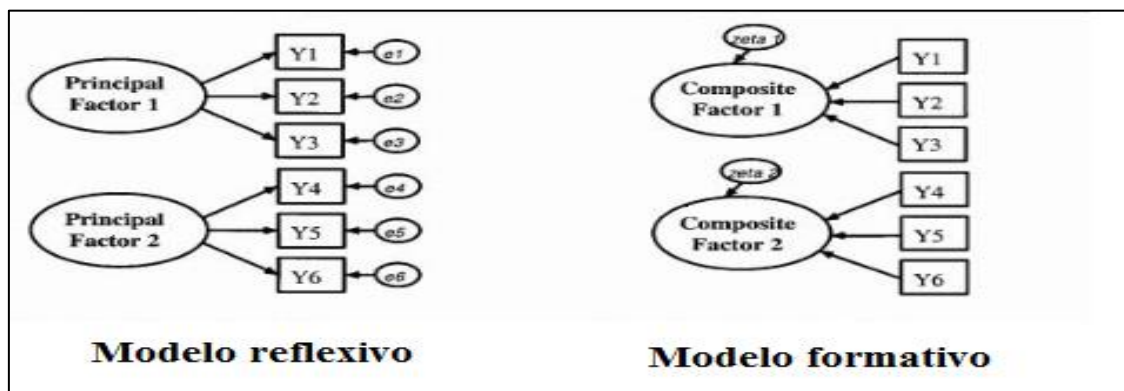 Principal
Factor 1
Y1
e1
Y2
e2
Y3
e3
Principal
Factor 2
Y4
e4
Y5
e5
Y6
e6
Modelo reflexivo
zeta 1
Composite
Factor 1
Y1
Y2
Y3
zeta 2
Composite
Factor 2
Y4
Y5
Y6
Modelo formativo